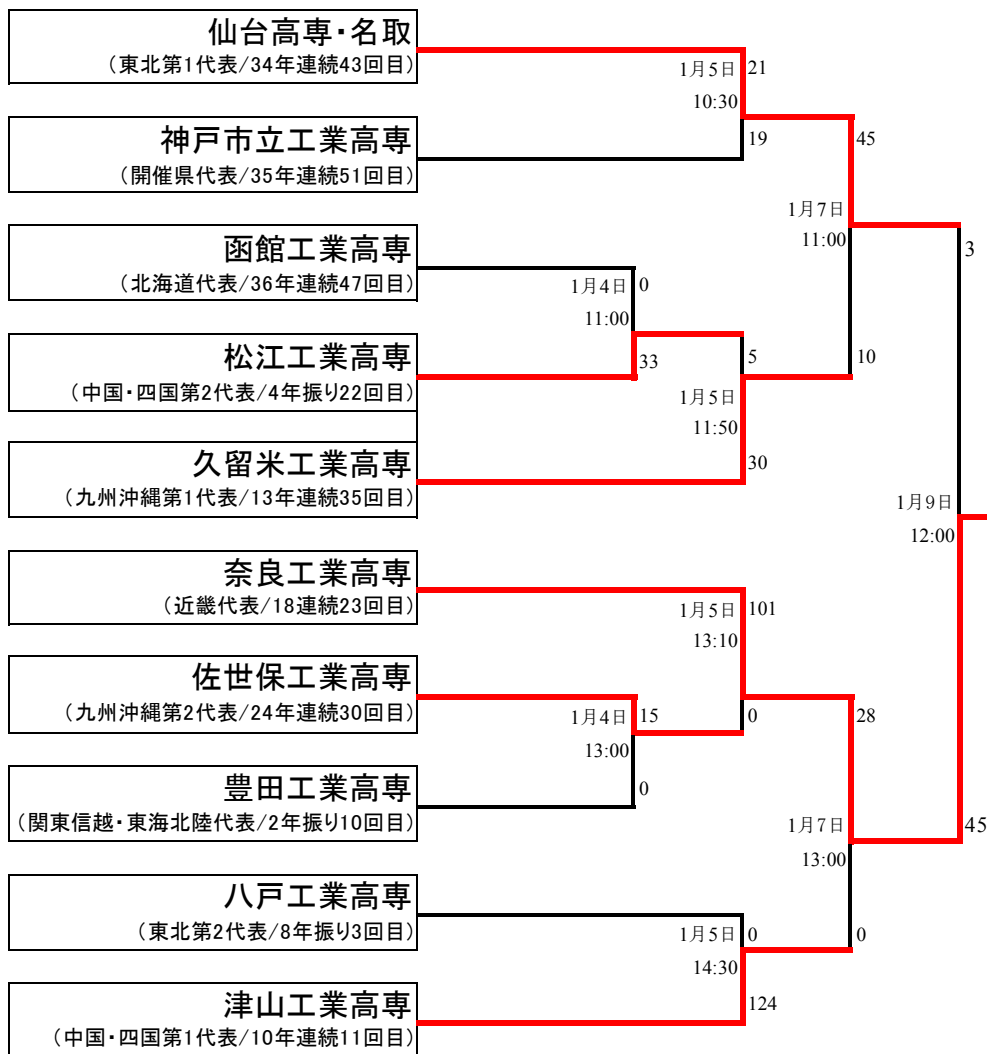 仙台高専・名取
（東北第1代表/34年連続43回目）
1月5日
21
10:30
神戸市立工業高専
（開催県代表/35年連続51回目）
19
45
1月7日
11:00
3
函館工業高専
（北海道代表/36年連続47回目）
1月4日
0
11:00
松江工業高専
（中国・四国第2代表/4年振り22回目）
33
5
10
1月5日
11:50
久留米工業高専
（九州沖縄第1代表/13年連続35回目）
30
1月9日
12:00
奈良工業高専
（近畿代表/18連続23回目）
1月5日
101
13:10
佐世保工業高専
（九州沖縄第2代表/24年連続30回目）
1月4日
15
0
28
13:00
豊田工業高専
（関東信越・東海北陸代表/2年振り10回目）
0
1月7日
45
13:00
八戸工業高専
（東北第2代表/8年振り3回目）
1月5日
0
0
14:30
津山工業高専
（中国・四国第1代表/10年連続11回目）
124